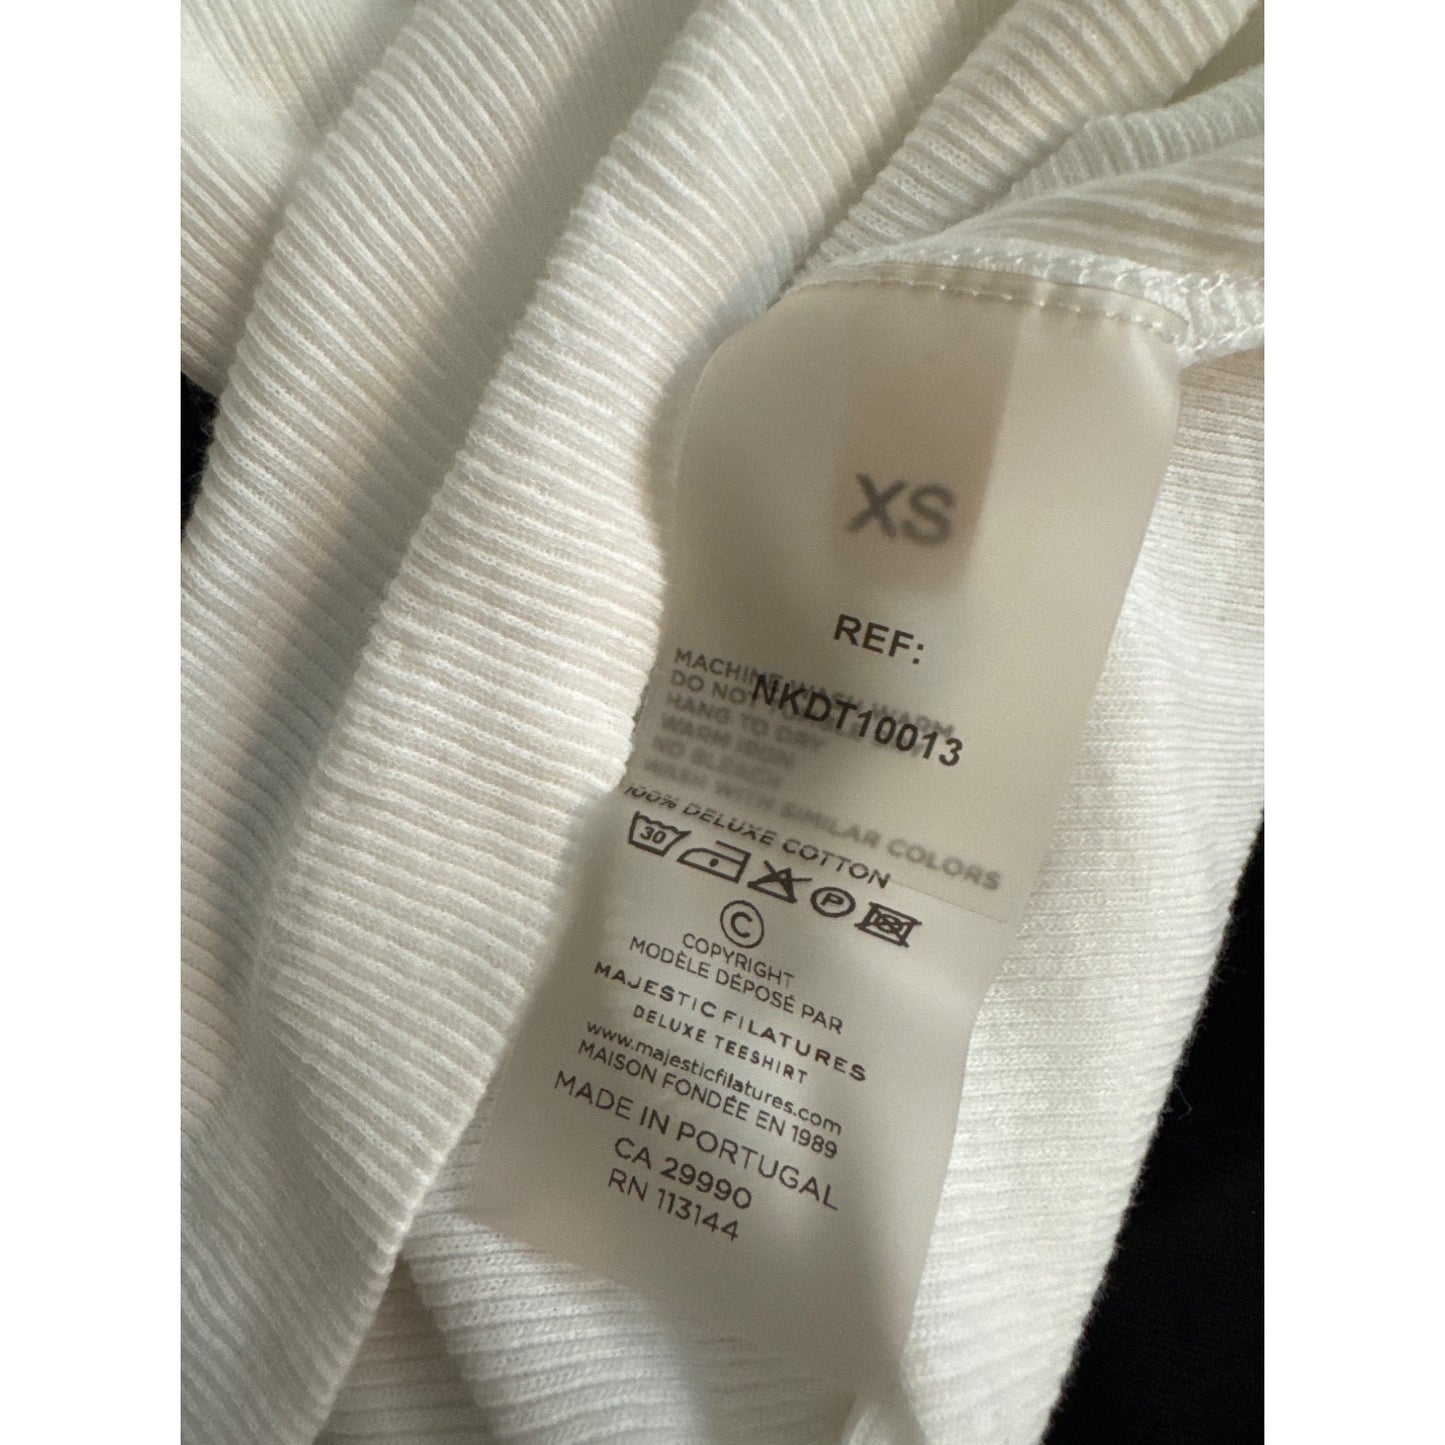 XS
REF:
NKDT10013
MACHINE WASH WARM
DO NOT
HANG TO DRY
WARM IRON
NO BLEACH
WASH WITH SIMILAR COLORS
100% DELUXE COTTON
30
P
©
COPYRIGHT
MODÈLE DÉPOSÉ PAR
MAJESTIC FILATURES
DELUXE TEESHIRT
www.majesticfilatures.com
MAISON FONDÉE EN 1989
MADE IN PORTUGAL
CA 29990
RN 113144